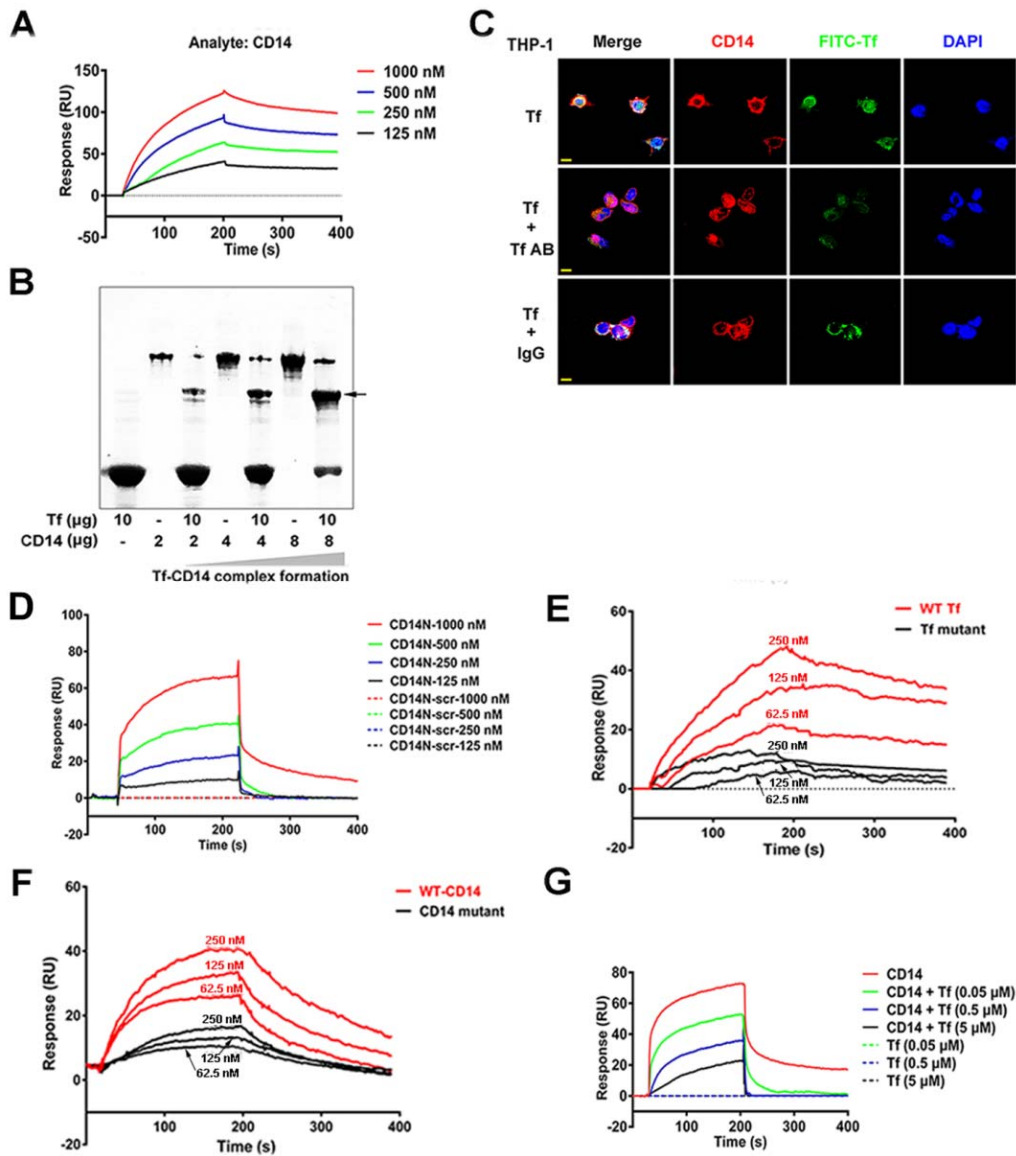 A
Analyte: CD14
1000 nM
500 nM
250 nM
125 nM
150
100
50
0
-50
Response (RU)
100 200 300 400
Time (s)
B
Tf (µg) 10 - 10 - 10 - 10
CD14 (µg) - 2 2 4 4 8 8
Tf-CD14 complex formation
C
THP-1 Merge CD14 FITC-Tf DAPI
Tf
Tf
+
Tf AB
Tf
+
IgG
D
100
80
60
40
20
0
-20
Response (RU)
100 200 300 400
Time (s)
CD14N-1000 nM
CD14N-500 nM
CD14N-250 nM
CD14N-125 nM
CD14N-scr-1000 nM
CD14N-scr-500 nM
CD14N-scr-250 nM
CD14N-scr-125 nM
E
WT Tf
Tf mutant
60
40
20
0
-20
Response (RU)
250 nM
125 nM
62.5 nM
250 nM
125 nM
62.5 nM
100 200 300 400
Time (s)
F
WT-CD14
CD14 mutant
60
40
20
0
-20
Response (RU)
250 nM
125 nM
62.5 nM
250 nM
125 nM
62.5 nM
100 200 300 400
Time (s)
G
80
60
40
20
0
-20
Response (RU)
100 200 300 400
Time (s)
CD14
CD14 + Tf (0.05 µM)
CD14 + Tf (0.5 µM)
CD14 + Tf (5 µM)
Tf (0.05 µM)
Tf (0.5 µM)
Tf (5 µM)